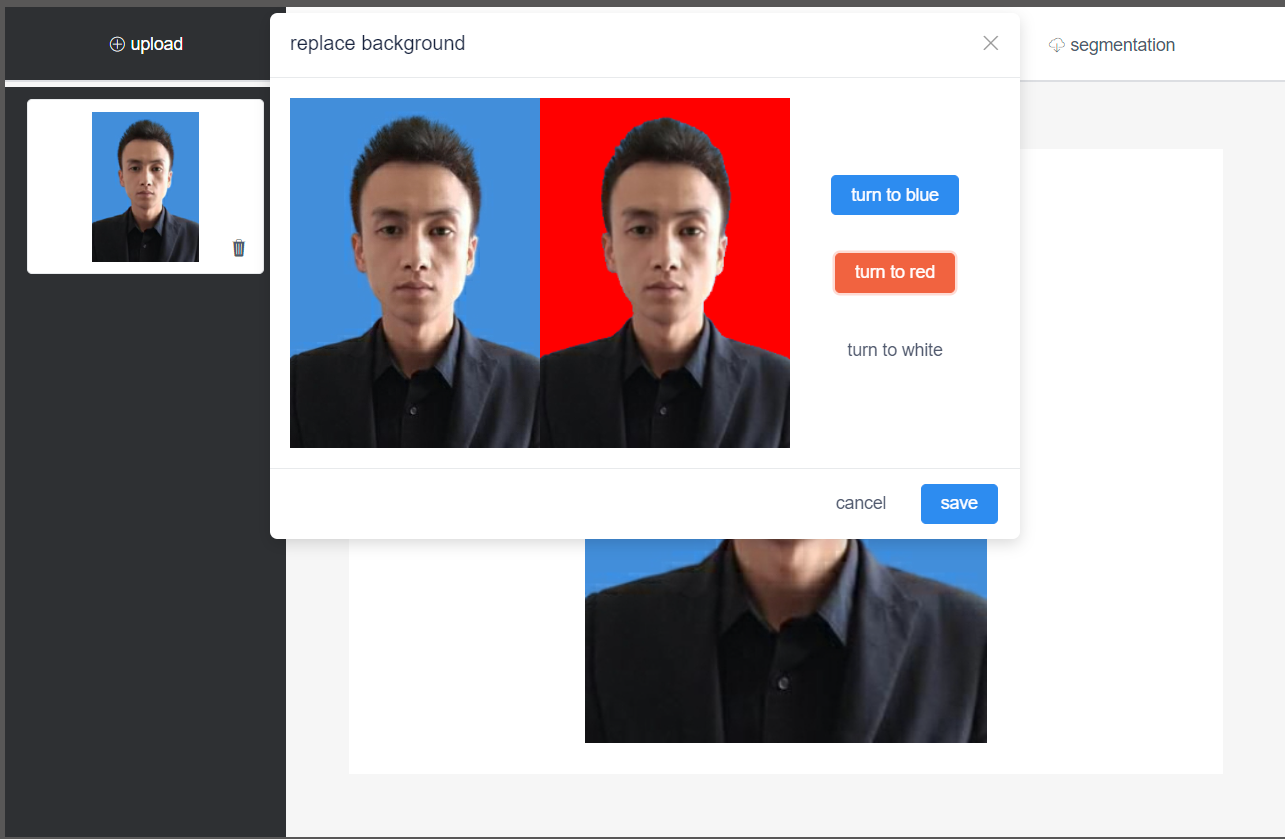 upload
replace background
segmentation
turn to blue
turn to red
turn to white
cancel
save